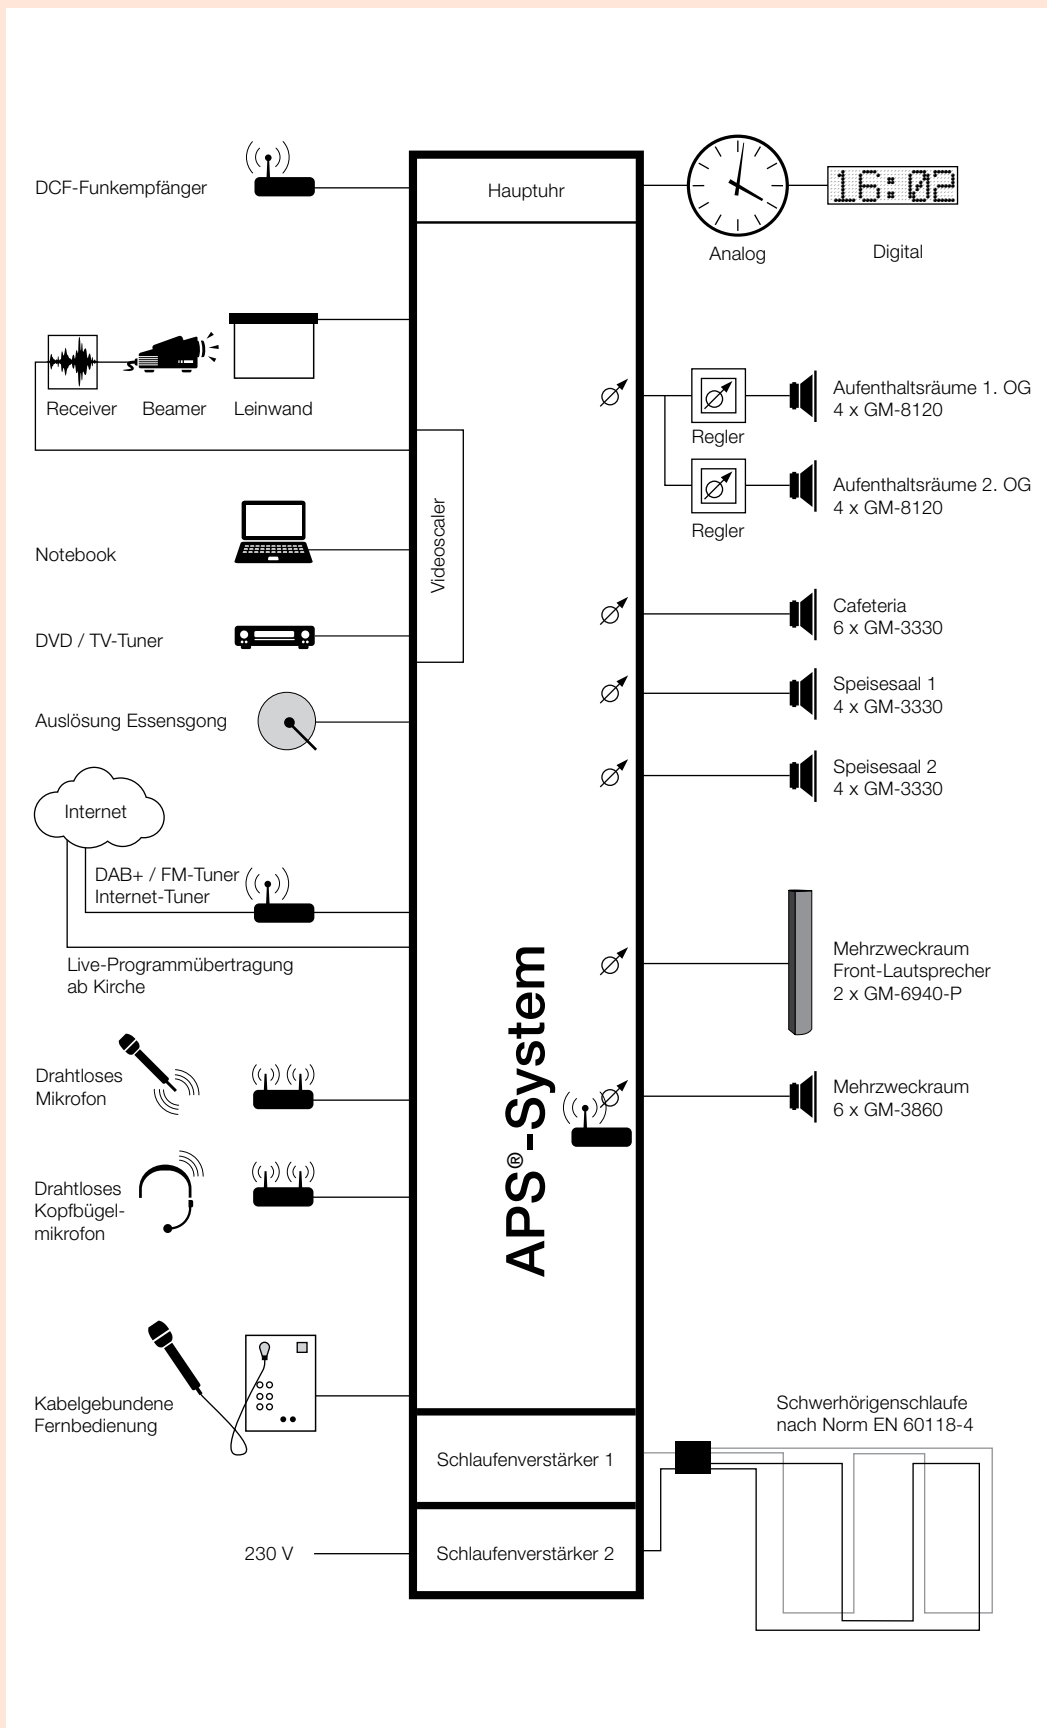 DCF-Funkempfänger
Hauptuhr
Analog
16:02
Digital
Receiver
Beamer
Leinwand
Regler
Aufenthaltsräume 1. OG
4 x GM-8120
Regler
Aufenthaltsräume 2. OG
4 x GM-8120
Videoscaler
Notebook
DVD / TV-Tuner
Auslösung Essensgong
Cafeteria
6 x GM-3330
Speisesaal 1
4 x GM-3330
Speisesaal 2
4 x GM-3330
Internet
DAB+ / FM-Tuner
Internet-Tuner
Live-Programmübertragung
ab Kirche
APS®-System
Mehrzweckraum
Front-Lautsprecher
2 x GM-6940-P
Drahtloses
Mikrofon
Mehrzweckraum
6 x GM-3860
Drahtloses
Kopfbügel-
mikrofon
Kabelgebundene
Fernbedienung
Schlaufenverstärker 1
Schwerhörigenschlaufe
nach Norm EN 60118-4
230 V
Schlaufenverstärker 2